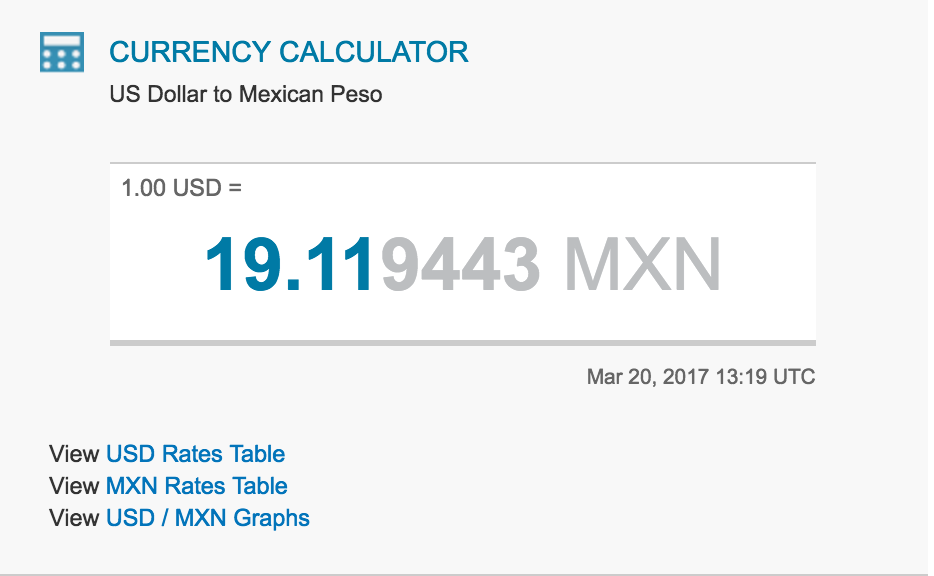 CURRENCY CALCULATOR
US Dollar to Mexican Peso
1.00 USD =
19.119443 MXN
Mar 20, 2017 13:19 UTC
View USD Rates Table
View MXN Rates Table
View USD / MXN Graphs